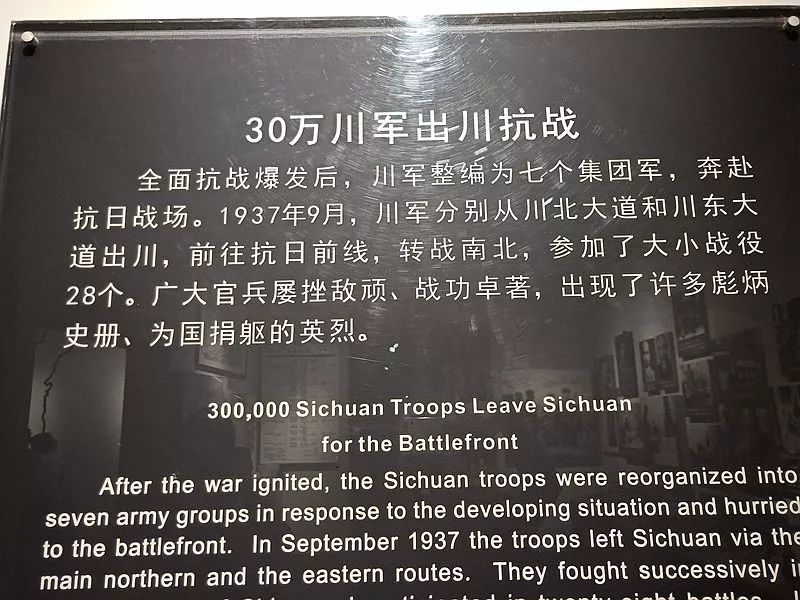 30万川军出川抗战
全面抗战爆发后，川军整编为七个集团军，奔赴
抗日战场。1937年9月，川军分别从川北大道和川东大
道出川，前往抗日前线，转战南北，参加了大小战役
28个。广大官兵屡挫敌顽、战功卓著，出现了许多彪炳
史册、为国捐躯的英烈。
300,000 Sichuan Troops Leave Sichuan
for the Battlefront
After the war ignited, the Sichuan troops were reorganized into
seven army groups in response to the developing situation and hurried
to the battlefront. In September 1937 the troops left Sichuan via the
main northern and the eastern routes. They fought successively
twenty-eight battles.